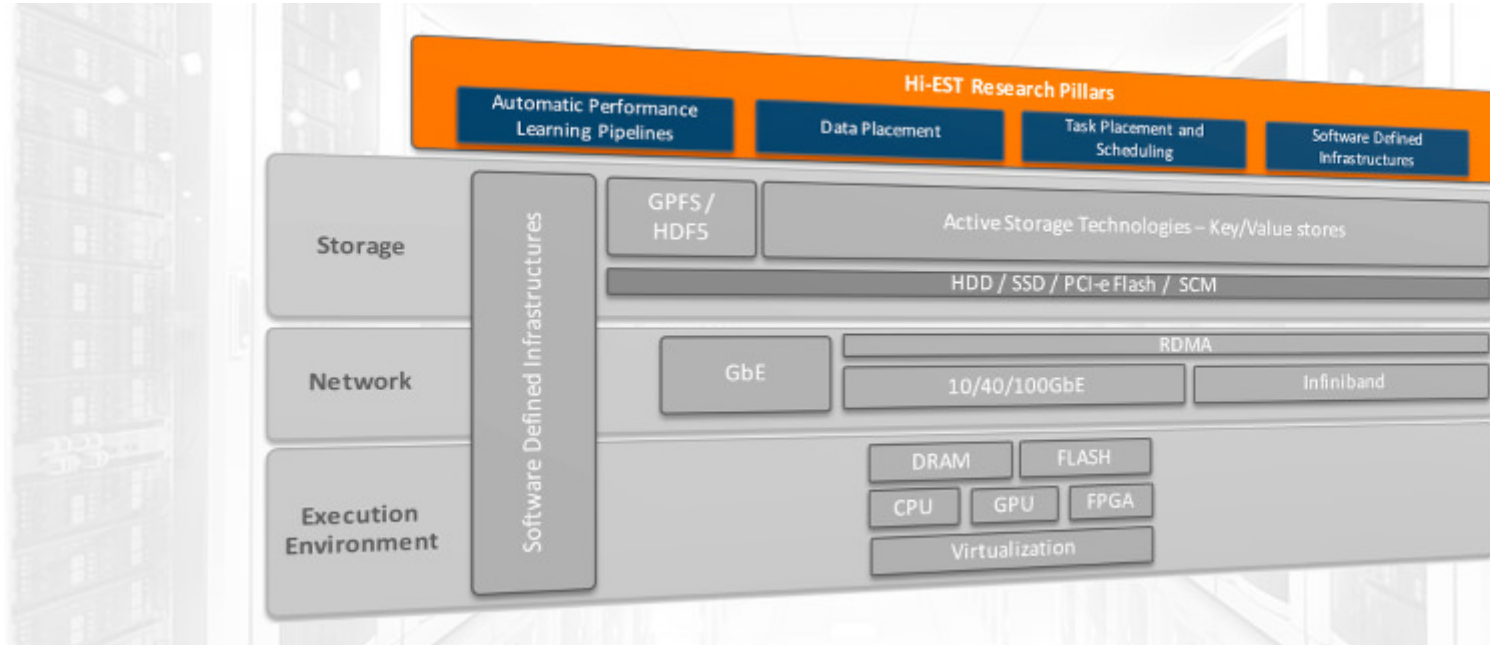 Hi-EST Research Pillars
Automatic Performance
Learning Pipelines
Data Placement
Task Placement and
Scheduling
Software Defined
Infrastructures
Storage
Software Defined Infrastructures
GPFS /
HDF5
Active Storage Technologies – Key/Value stores
HDD / SSD / PCI-e Flash / SCM
Network
GbE
RDMA
10/40/100GbE
Infiniband
Execution
Environment
DRAM
FLASH
CPU
GPU
FPGA
Virtualization